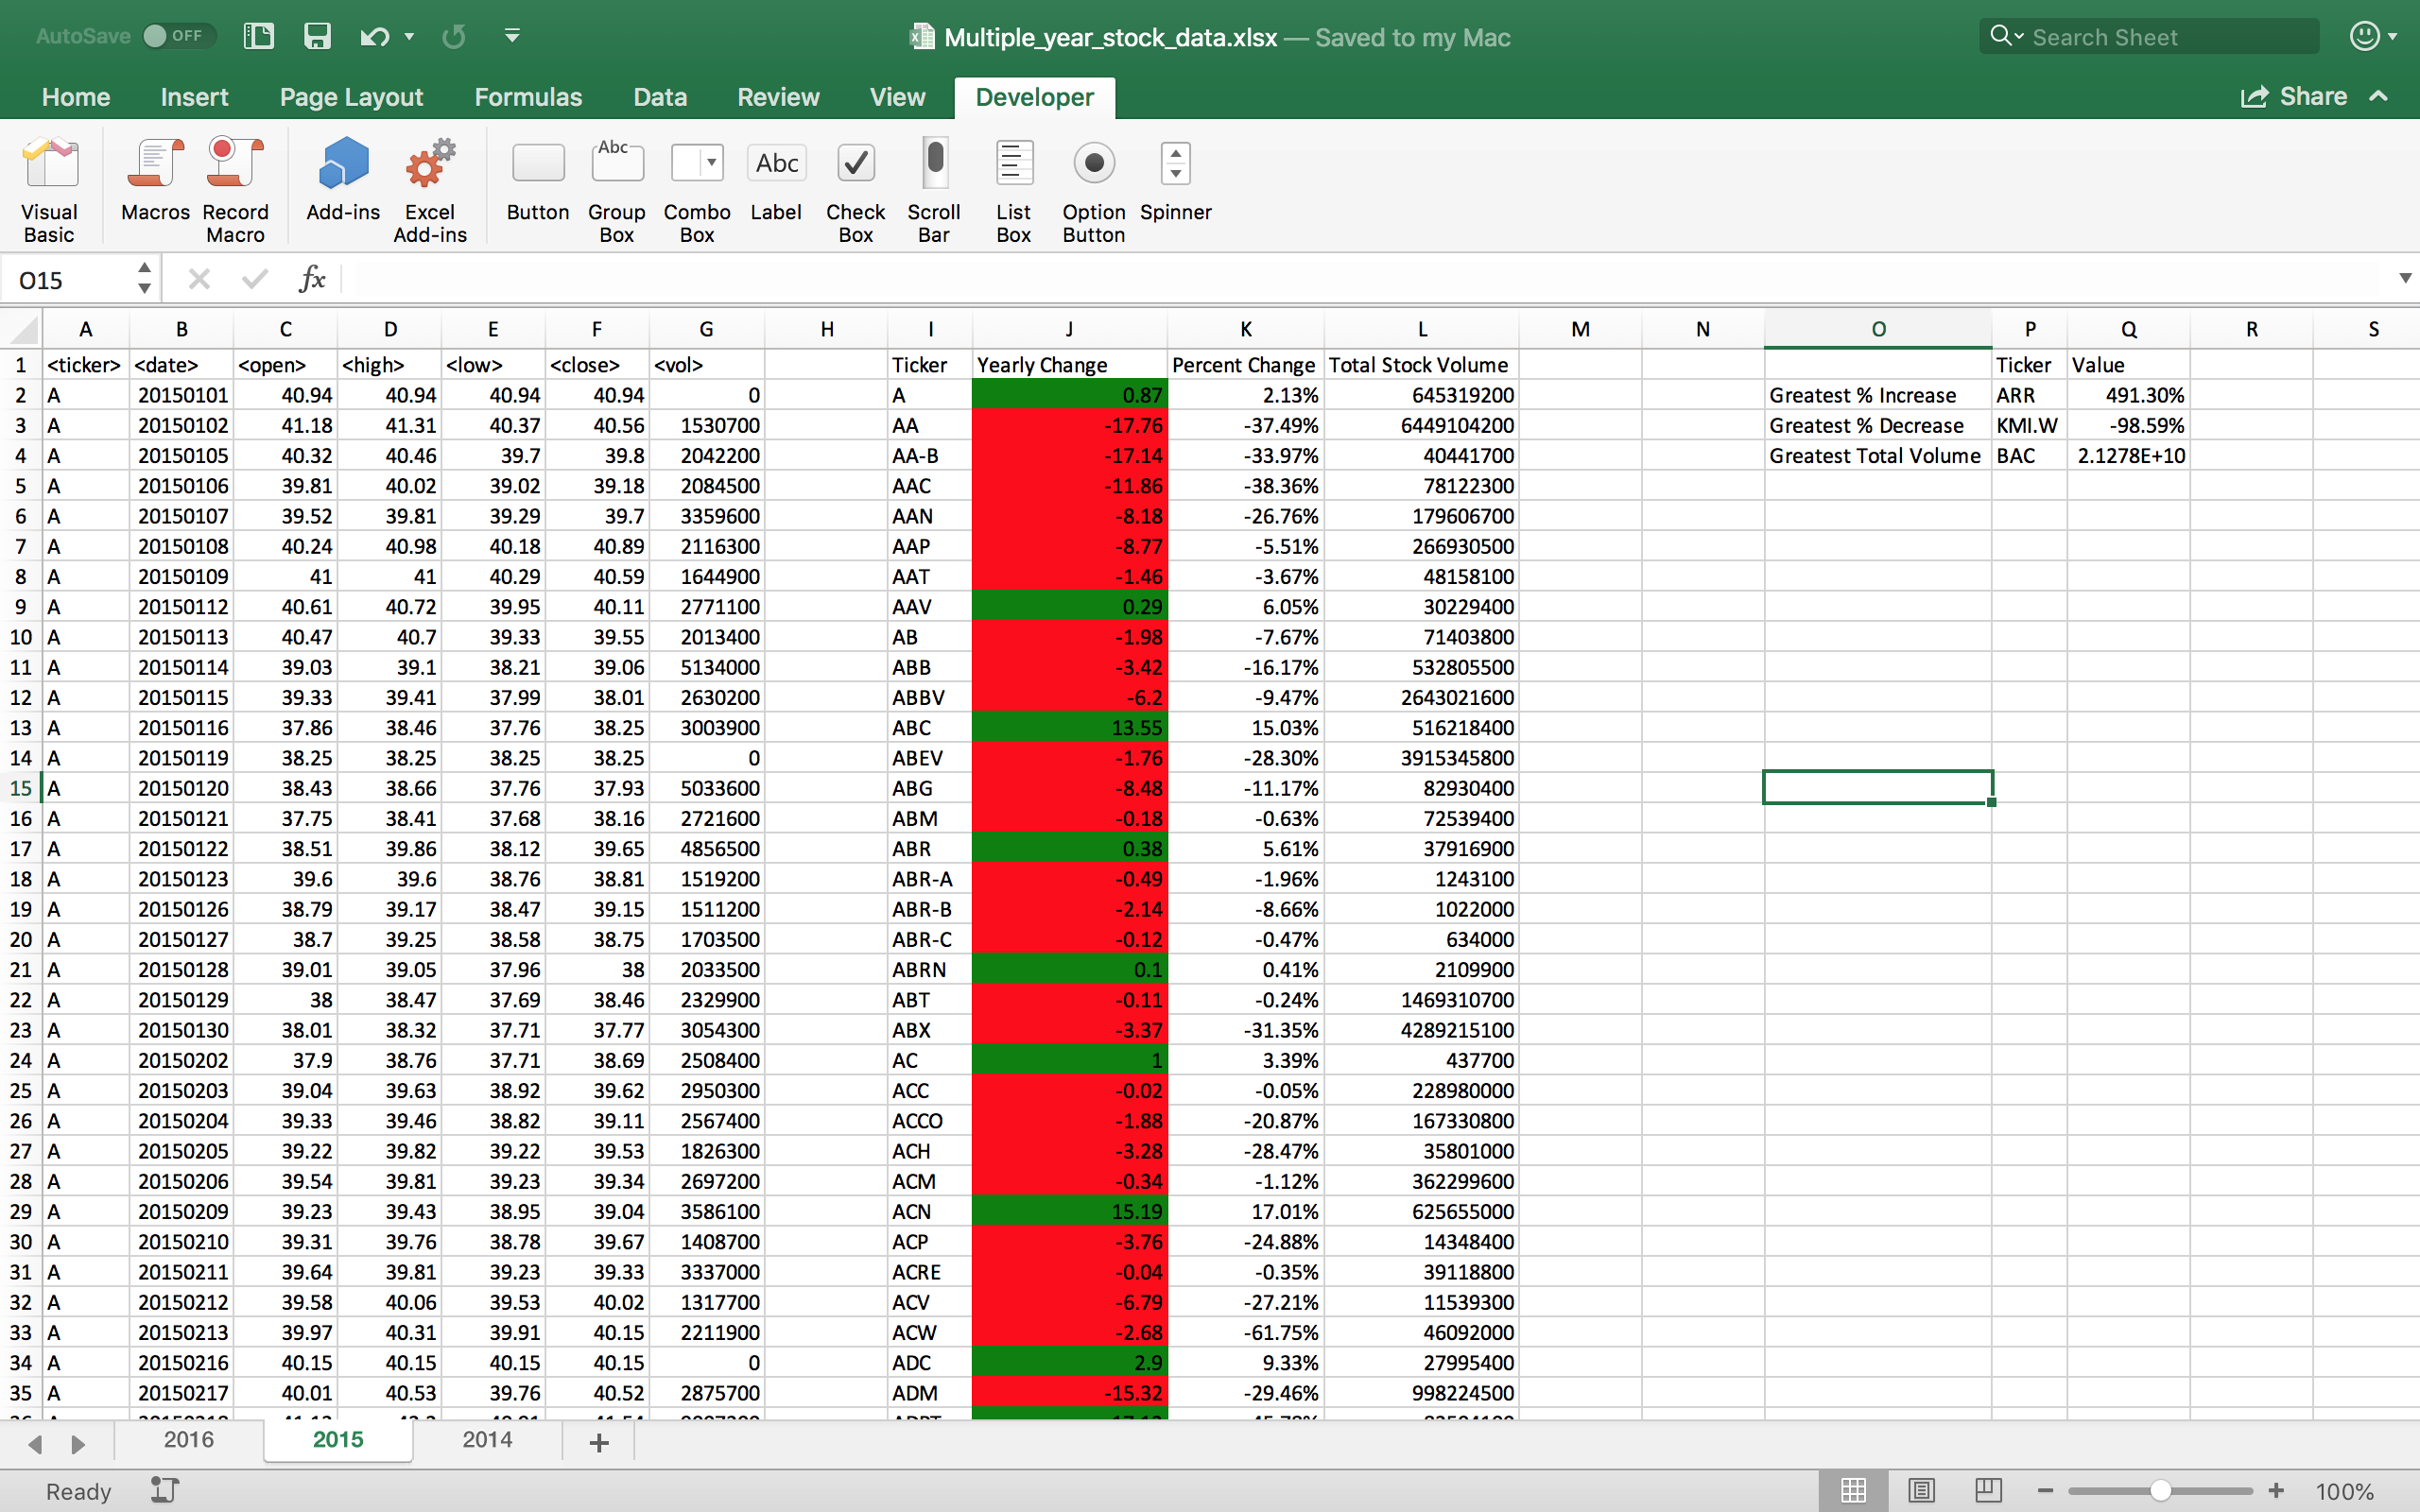 AutoSave OFF Multiple_year_stock_data.xlsx — Saved to my Mac Search Sheet
Home Insert Page Layout Formulas Data Review View Developer Share
Visual Basic Macros Record Macro Add-ins Excel Add-ins Button Group Box Combo Box Label Check Box Scroll Bar List Box Option Button Spinner
Abc Abc
O15 fx
A B C D E F G H I J K L M N O P Q R S
1 <ticker> <date> <open> <high> <low> <close> <vol> Ticker Yearly Change Percent Change Total Stock Volume Ticker Value
2 A 20150101 40.94 40.94 40.94 40.94 0 A 0.87 2.13% 645319200 Greatest % Increase ARR 491.30%
3 A 20150102 41.18 41.31 40.37 40.56 1530700 AA -17.76 -37.49% 6449104200 Greatest % Decrease KMI.W -98.59%
4 A 20150105 40.32 40.46 39.7 39.8 2042200 AA-B -17.14 -33.97% 40441700 Greatest Total Volume BAC 2.1278E+10
5 A 20150106 39.81 40.02 39.02 39.18 2084500 AAC -11.86 -38.36% 78122300
6 A 20150107 39.52 39.81 39.29 39.7 3359600 AAN -8.18 -26.76% 179606700
7 A 20150108 40.24 40.98 40.18 40.89 2116300 AAP -8.77 -5.51% 266930500
8 A 20150109 41 41 40.29 40.59 1644900 AAT -1.46 -3.67% 48158100
9 A 20150112 40.61 40.72 39.95 40.11 2771100 AAV 0.29 6.05% 30229400
10 A 20150113 40.47 40.7 39.33 39.55 2013400 AB -1.98 -7.67% 71403800
11 A 20150114 39.03 39.1 38.21 39.06 5134000 ABB -3.42 -16.17% 532805500
12 A 20150115 39.33 39.41 37.99 38.01 2630200 ABBV -6.2 -9.47% 2643021600
13 A 20150116 37.86 38.46 37.76 38.25 3003900 ABC 13.55 15.03% 516218400
14 A 20150119 38.25 38.25 38.25 38.25 0 ABEV -1.76 -28.30% 3915345800
15 A 20150120 38.43 38.66 37.76 37.93 5033600 ABG -8.48 -11.17% 82930400
16 A 20150121 37.75 38.41 37.68 38.16 2721600 ABM -0.18 -0.63% 72539400
17 A 20150122 38.51 39.86 38.12 39.65 4856500 ABR 0.38 5.61% 37916900
18 A 20150123 39.6 39.6 38.76 38.81 1519200 ABR-A -0.49 -1.96% 1243100
19 A 20150126 38.79 39.17 38.47 39.15 1511200 ABR-B -2.14 -8.66% 1022000
20 A 20150127 38.7 39.25 38.58 38.75 1703500 ABR-C -0.12 -0.47% 634000
21 A 20150128 39.01 39.05 37.96 38 2033500 ABRN 0.1 0.41% 2109900
22 A 20150129 38 38.47 37.69 38.46 2329900 ABT -0.11 -0.24% 1469310700
23 A 20150130 38.01 38.32 37.71 37.77 3054300 ABX -3.37 -31.35% 4289215100
24 A 20150202 37.9 38.76 37.71 38.69 2508400 AC 1 3.39% 437700
25 A 20150203 39.04 39.63 38.92 39.62 2950300 ACC -0.02 -0.05% 228980000
26 A 20150204 39.33 39.46 38.82 39.11 2567400 ACCO -1.88 -20.87% 167330800
27 A 20150205 39.22 39.82 39.22 39.53 1826300 ACH -3.28 -28.47% 35801000
28 A 20150206 39.54 39.81 39.23 39.34 2697200 ACM -0.34 -1.12% 362299600
29 A 20150209 39.23 39.43 38.95 39.04 3586100 ACN 15.19 17.01% 625655000
30 A 20150210 39.31 39.76 38.78 39.67 1408700 ACP -3.76 -24.88% 14348400
31 A 20150211 39.64 39.81 39.23 39.33 3337000 ACRE -0.04 -0.35% 39118800
32 A 20150212 39.58 40.06 39.53 40.02 1317700 ACV -6.79 -27.21% 11539300
33 A 20150213 39.97 40.31 39.91 40.15 2211900 ACW -2.68 -61.75% 46092000
34 A 20150216 40.15 40.15 40.15 40.15 0 ADC 2.9 9.33% 27995400
35 A 20150217 40.01 40.53 39.76 40.52 2875700 ADM -15.32 -29.46% 998224500
2016 2015 2014 +
Ready 100%